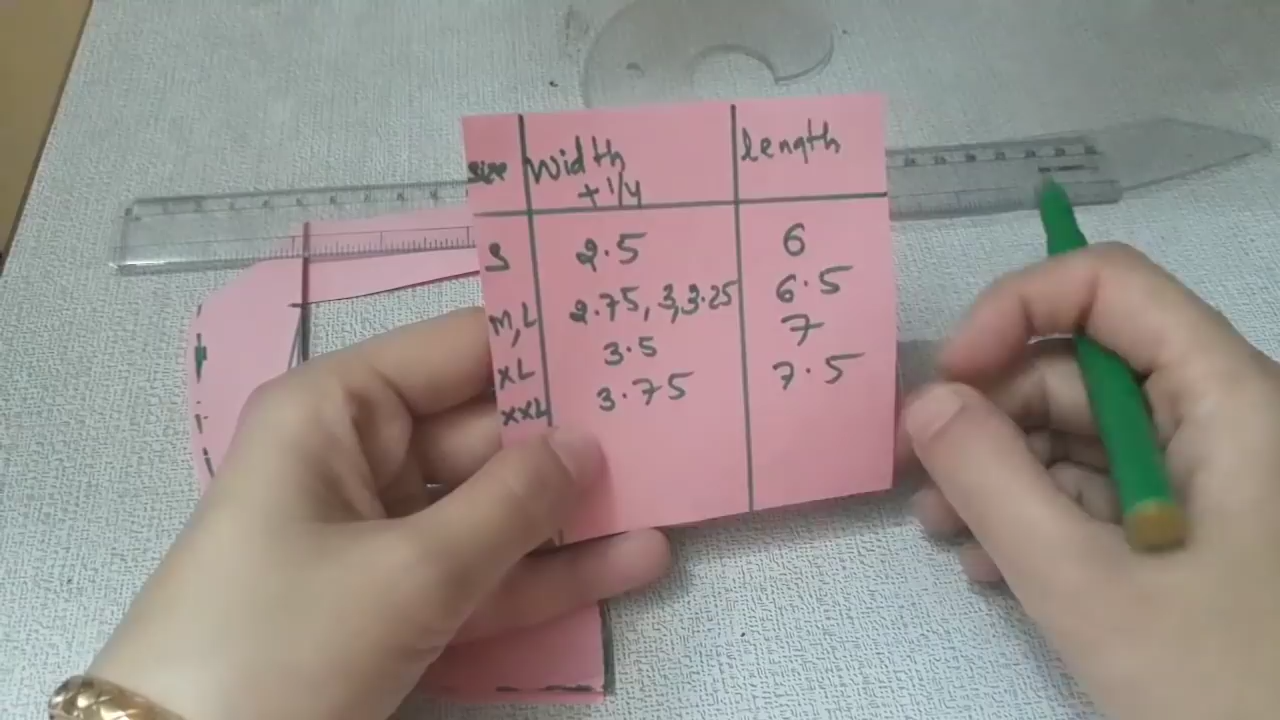 size width length
+ 1/4
S 2.5 6
M,L 2.75, 3, 3.25 6.5
XL 3.5 7
XXL 3.75 7.5